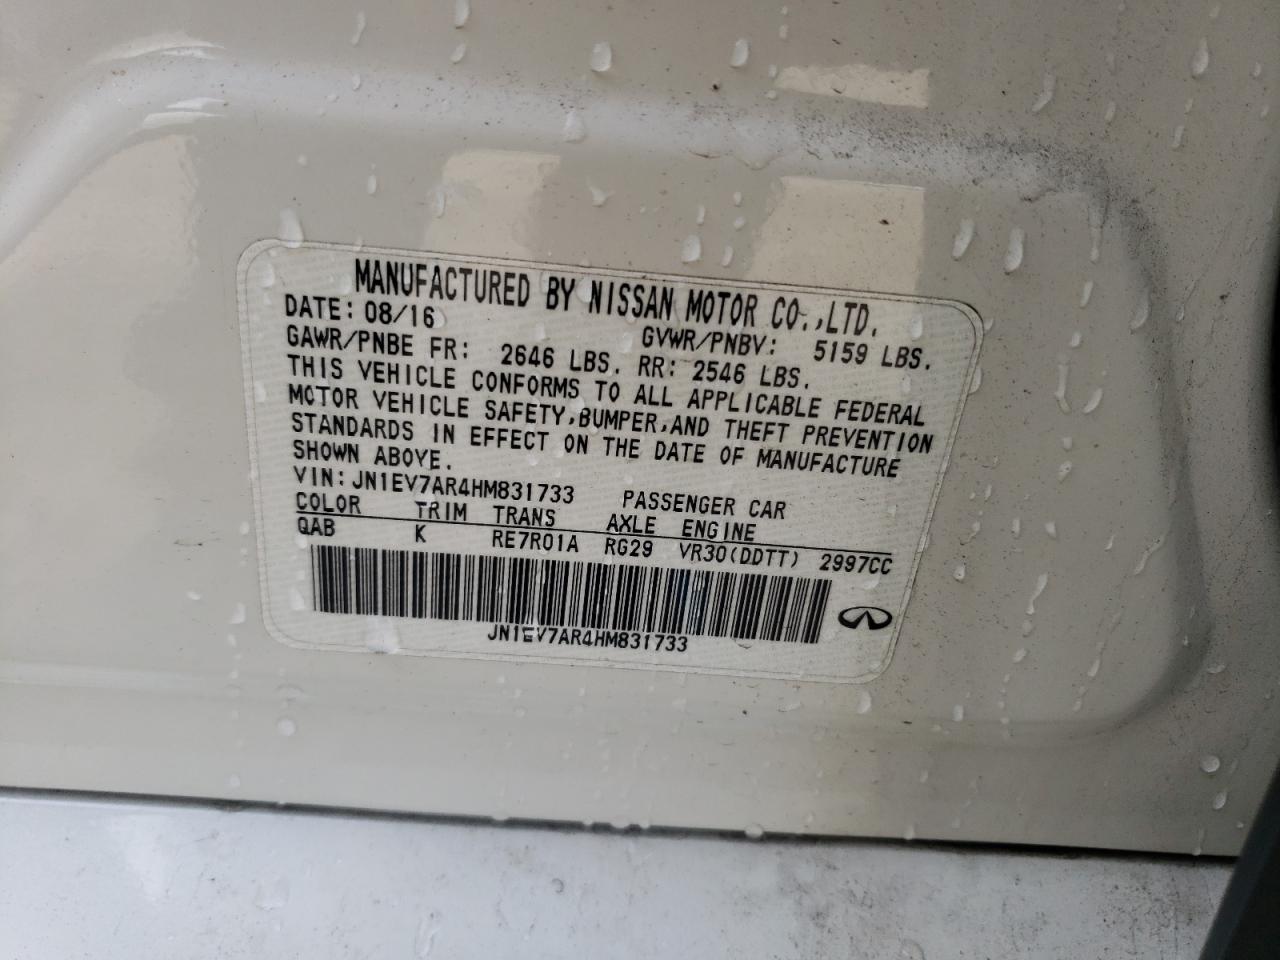 MANUFACTURED BY NISSAN MOTOR CO.,LTD.
DATE: 08/16 GVWR/PNBV: 5159 LBS.
GAWR/PNBE FR: 2646 LBS. RR: 2546 LBS.
THIS VEHICLE CONFORMS TO ALL APPLICABLE FEDERAL
MOTOR VEHICLE SAFETY,BUMPER,AND THEFT PREVENTION
STANDARDS IN EFFECT ON THE DATE OF MANUFACTURE
SHOWN ABOVE.
VIN: JN1EV7AR4HM831733 PASSENGER CAR
COLOR TRIM TRANS AXLE ENGINE
QAB K RE7R01A RG29 VR30(DDTT) 2997CC
JN1EV7AR4HM831733